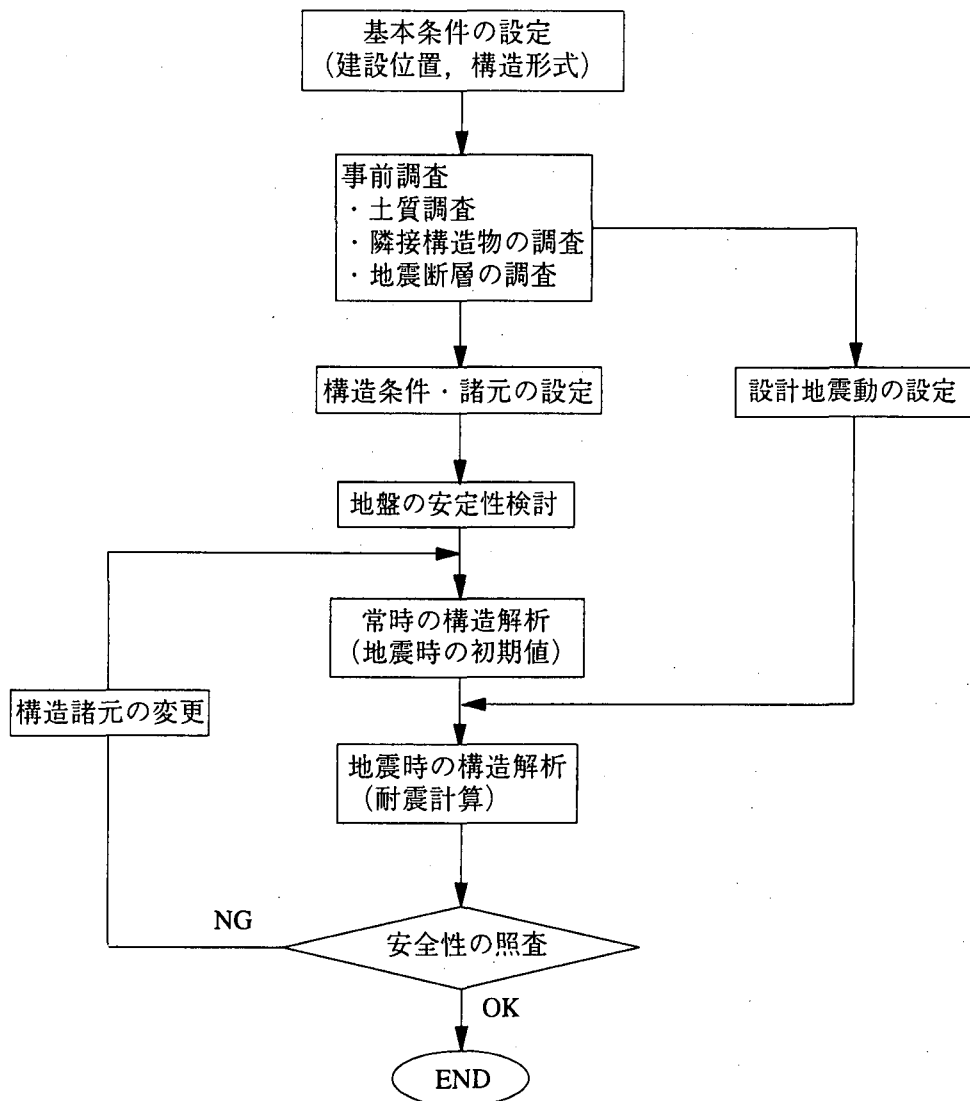 基本条件の設定
(建設位置，構造形式)
事前調査
・土質調査
・隣接構造物の調査
・地震断層の調査
構造条件・諸元の設定
設計地震動の設定
地盤の安定性検討
常時の構造解析
(地震時の初期値)
構造諸元の変更
地震時の構造解析
(耐震計算)
NG
安全性の照査
OK
END